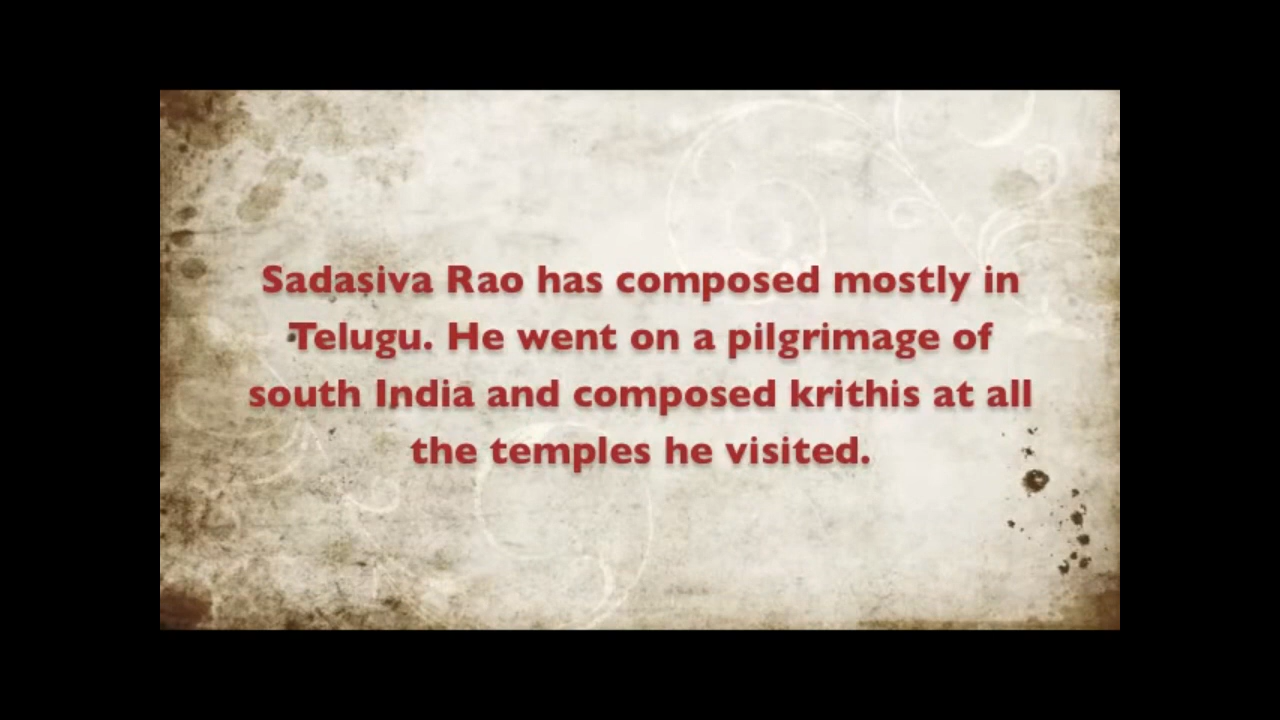 Sadasiva Rao has composed mostly in
Telugu. He went on a pilgrimage of
south India and composed krithis at all
the temples he visited.